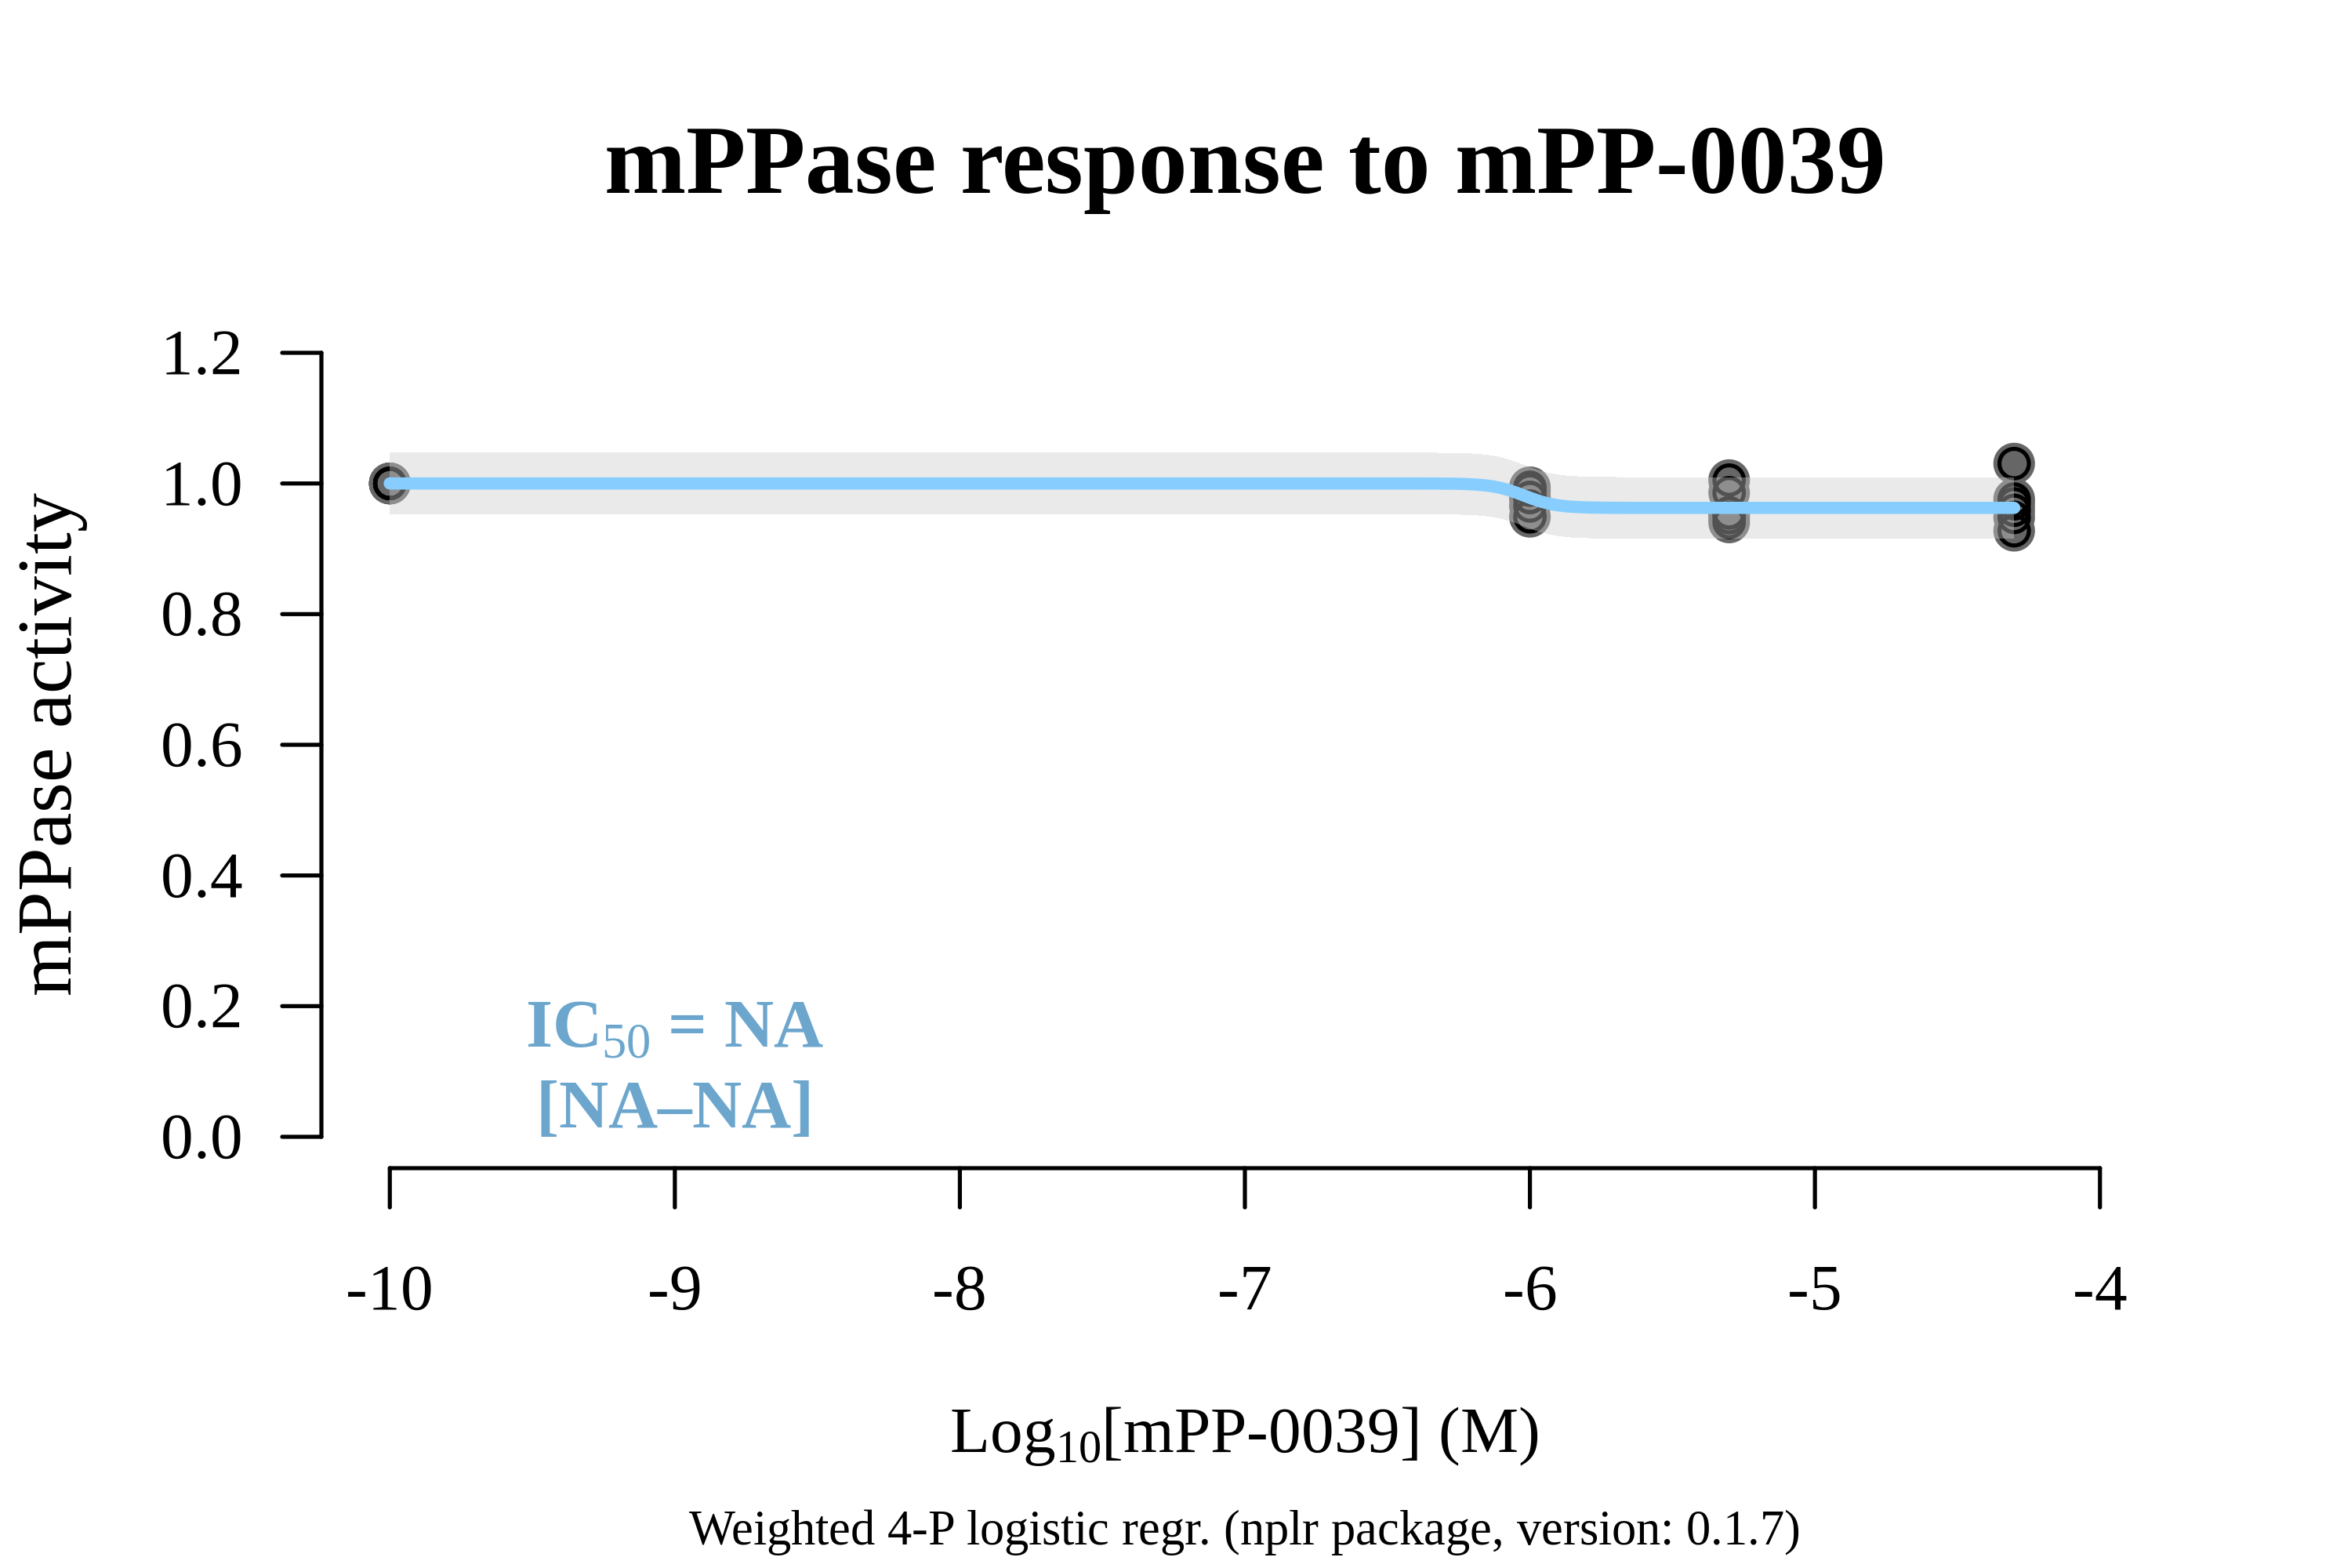 mPPase response to mPP-0039
mPPase activity
1.2
1.0
0.8
0.6
0.4
0.2
0.0
IC50 = NA
[NA–NA]
-10 -9 -8 -7 -6 -5 -4
Log10[mPP-0039] (M)
Weighted 4-P logistic regr. (nplr package, version: 0.1.7)